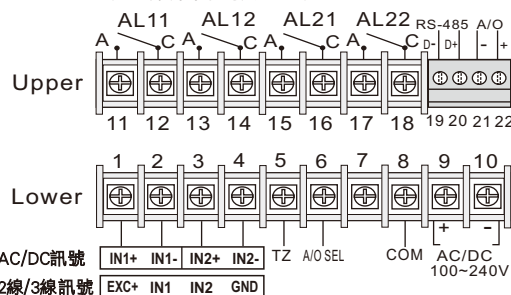 AL11 AL12 AL21 AL22 RS-485 A/O
A C A C A C A C D- D+ - +
Upper
11 12 13 14 15 16 17 18 19 20 21 22
1 2 3 4 5 6 7 8 9 10
Lower
+ -
AC/DC訊號 IN1+ IN1- IN2+ IN2- TZ A/O SEL COM AC/DC
100~240V
2線/3線訊號 EXC+ IN1 IN2 GND